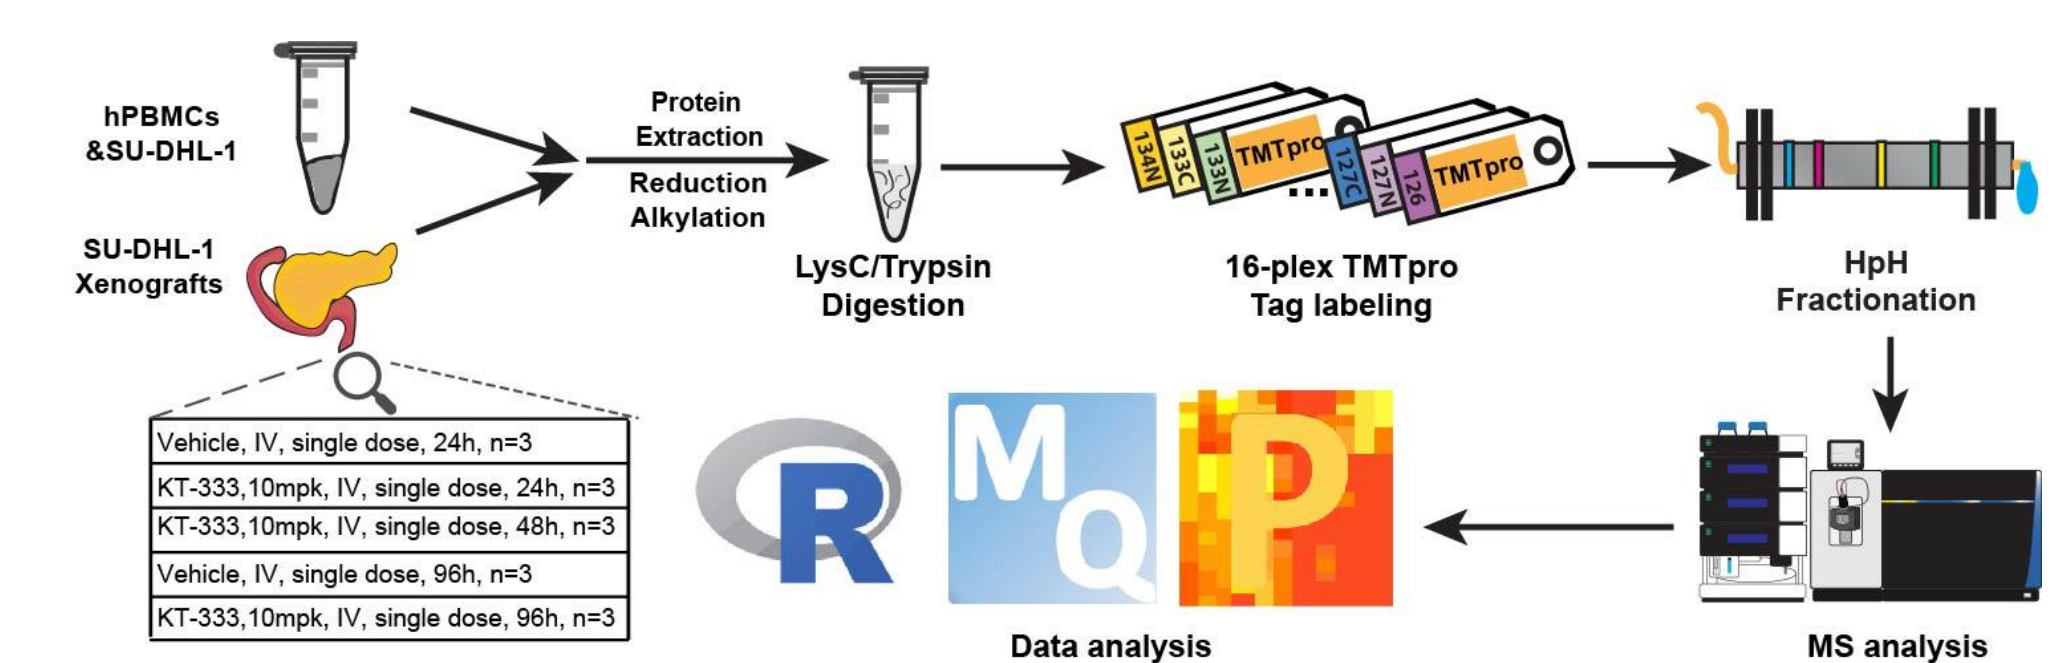 hPBMCs
&SU-DHL-1
SU-DHL-1
Xenografts
Protein
Extraction
Reduction
Alkylation
LysC/Trypsin
Digestion
134N
133C
133N
TMTpro
...
127C
127N
126
TMTpro
16-plex TMTpro
Tag labeling
HpH
Fractionation
Vehicle, IV, single dose, 24h, n=3
KT-333,10mpk, IV, single dose, 24h, n=3
KT-333,10mpk, IV, single dose, 48h, n=3
Vehicle, IV, single dose, 96h, n=3
KT-333,10mpk, IV, single dose, 96h, n=3
R
M
Q
P
Data analysis
MS analysis